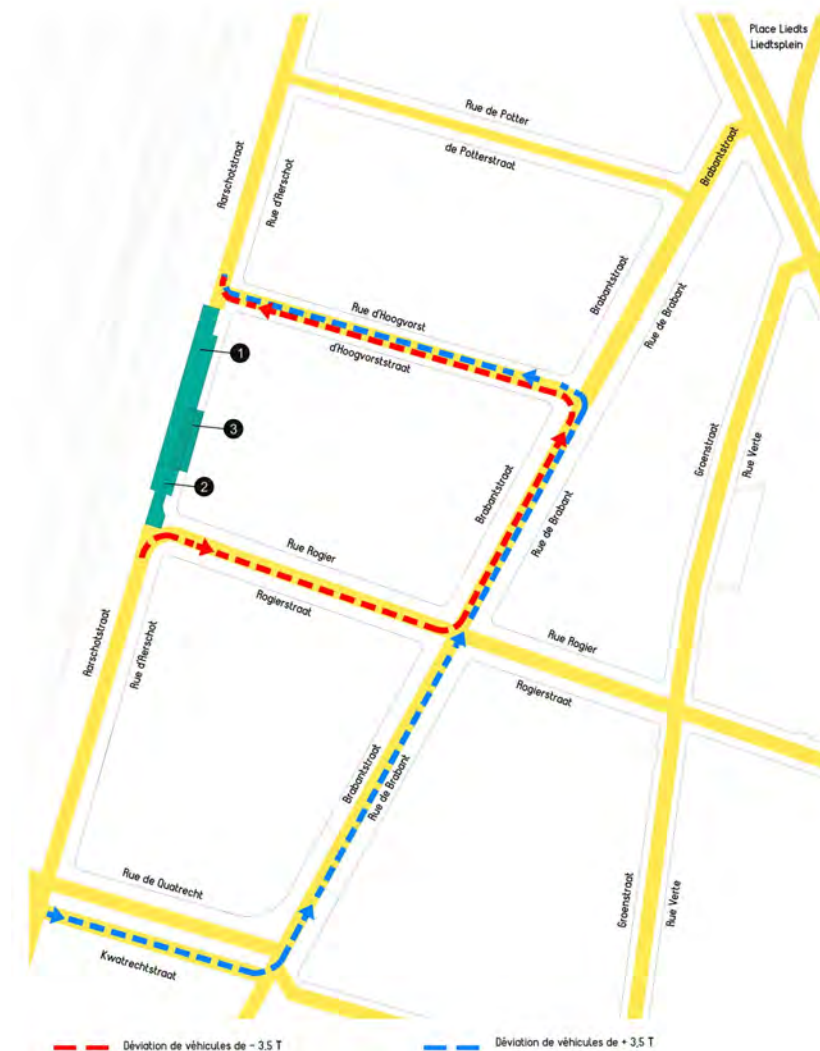 Place Liedts
Liedtsplein
Rue de Potter
de Potterstraat
Brabantstraat
Aarschotstraat
Rue d'Aerschot
Brabantstraat
Rue de Brabant
Rue d'Hoogvorst
d'Hoogvorststraat
1
3
2
Groenstraat
Rue Verte
Brabantstraat
Rue de Brabant
Rue Rogier
Rogierstraat
Rue Rogier
Rogierstraat
Aarschotstraat
Rue d'Aerschot
Brabantstraat
Rue de Brabant
Rue de Quatrecht
Kwatrechtstraat
Groenstraat
Rue Verte
Déviation de véhicules de - 3,5 T
Déviation de véhicules de + 3,5 T